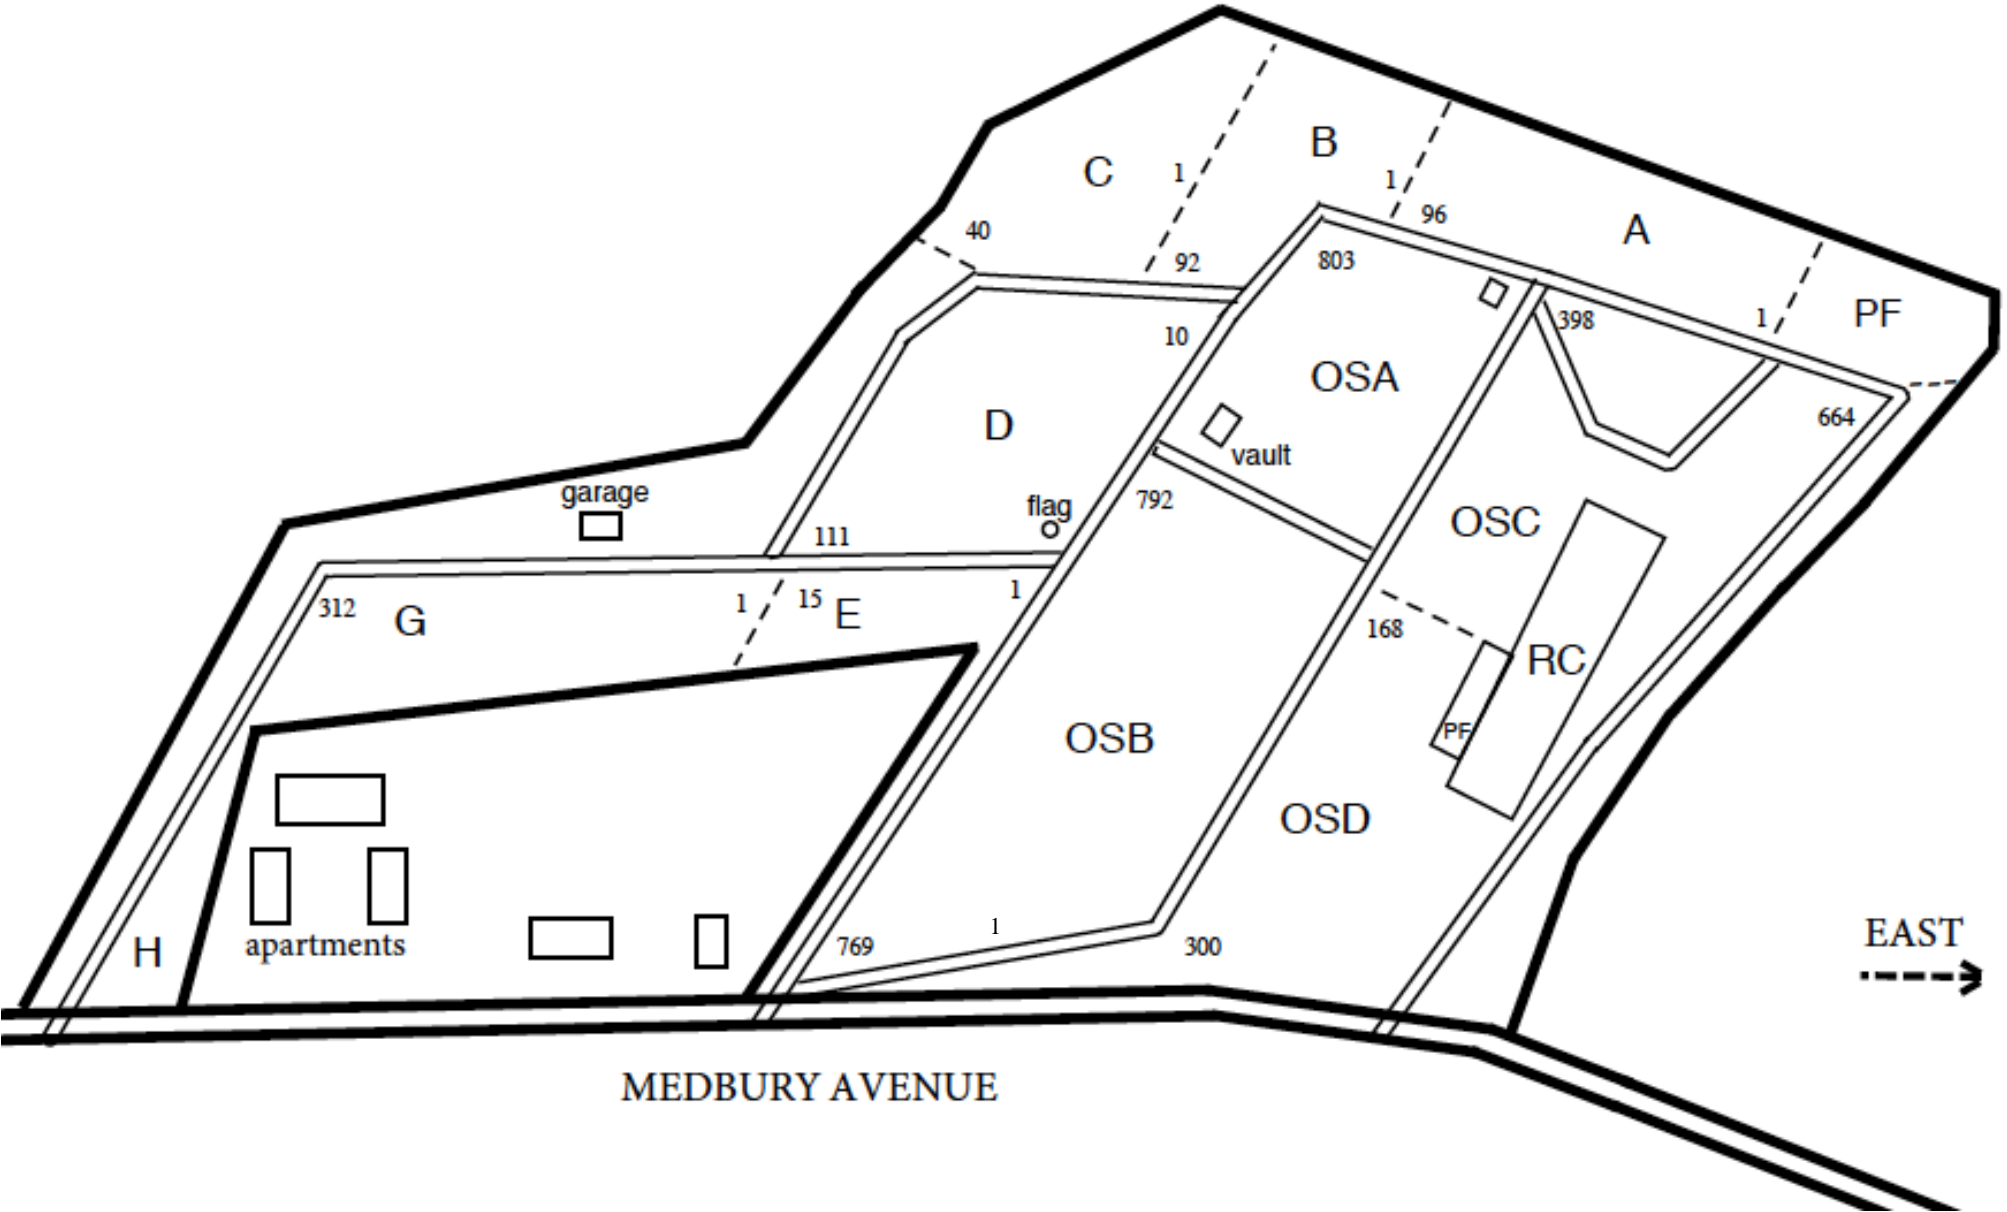 B
C
1
1
96
A
40
92
803
1
PF
10
398
OSA
664
D
vault
garage
792
flag
OSC
111
312
1
15
1
G
E
168
RC
OSB
PF
OSD
1
H
apartments
769
300
EAST
MEDBURY AVENUE